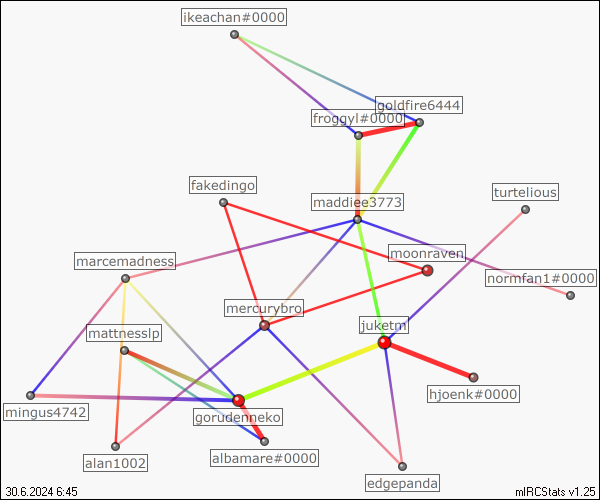 ikeachan#0000
goldfire6444
froggyl#0000
fakedingo
turtelious
maddiee3773
moonraven
marcemadness
normfan1#0000
mercurybro
juketm
mattnesslp
hjoenk#0000
mingus4742
gorudenneko
albamare#0000
alan1002
edgepanda
30.6.2024 6:45
mIRCStats v1.25